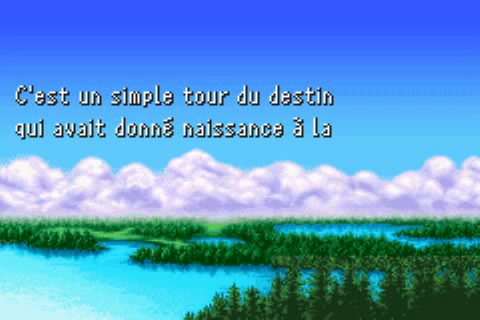 C'est un simple tour du destin
qui avait donné naissance à la